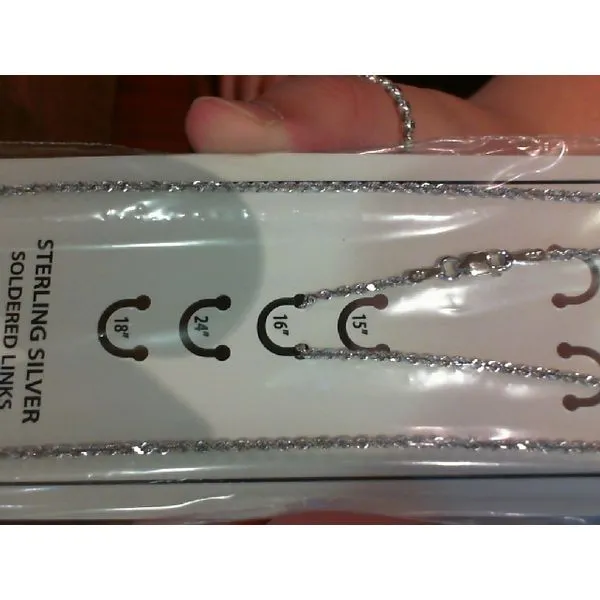 STERLING SILVER
SOLDERED LINKS
18"
24"
16"
15"